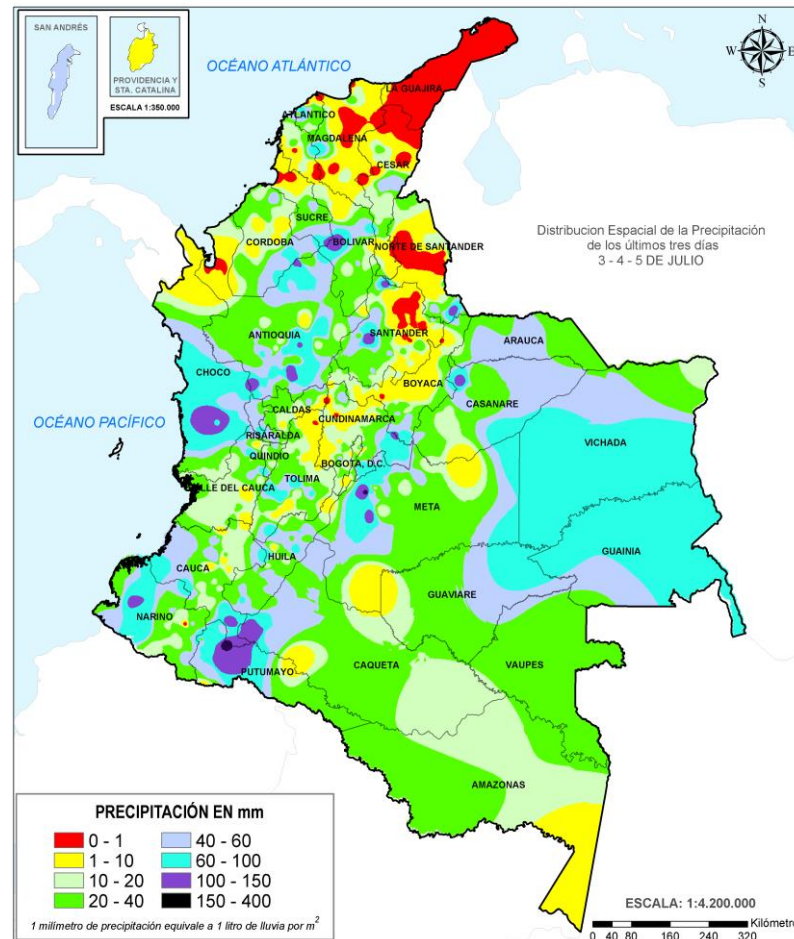 SAN ANDRÉS
PROVIDENCIA Y
STA. CATALINA
ESCALA 1:350.000
OCÉANO ATLÁNTICO
N
W
E
S
LA GUAJIRA
ATLANTICO
MAGDALENA
CESAR
SUCRE
CORDOBA
BOLIVAR
NORTE DE SANTANDER
Distribucion Espacial de la Precipitación
de los últimos tres días
3 - 4 - 5 DE JULIO
ANTIOQUIA
SANTANDER
ARAUCA
CHOCO
BOYACA
CASANARE
OCÉANO PACÍFICO
CALDAS
CUNDINAMARCA
RISARALDA
VICHADA
QUINDIO
BOGOTA, D.C.
TOLIMA
VALLE DEL CAUCA
META
GUAINIA
HUILA
CAUCA
GUAVIARE
NARINO
CAQUETA
VAUPES
PUTUMAYO
AMAZONAS
PRECIPITACIÓN EN mm
0 - 1
40 - 60
1 - 10
60 - 100
10 - 20
100 - 150
20 - 40
150 - 400
1 milímetro de precipitación equivale a 1 litro de lluvia por m²
ESCALA: 1:4.200.000
Kilómetro
0 40 80 160 240 320